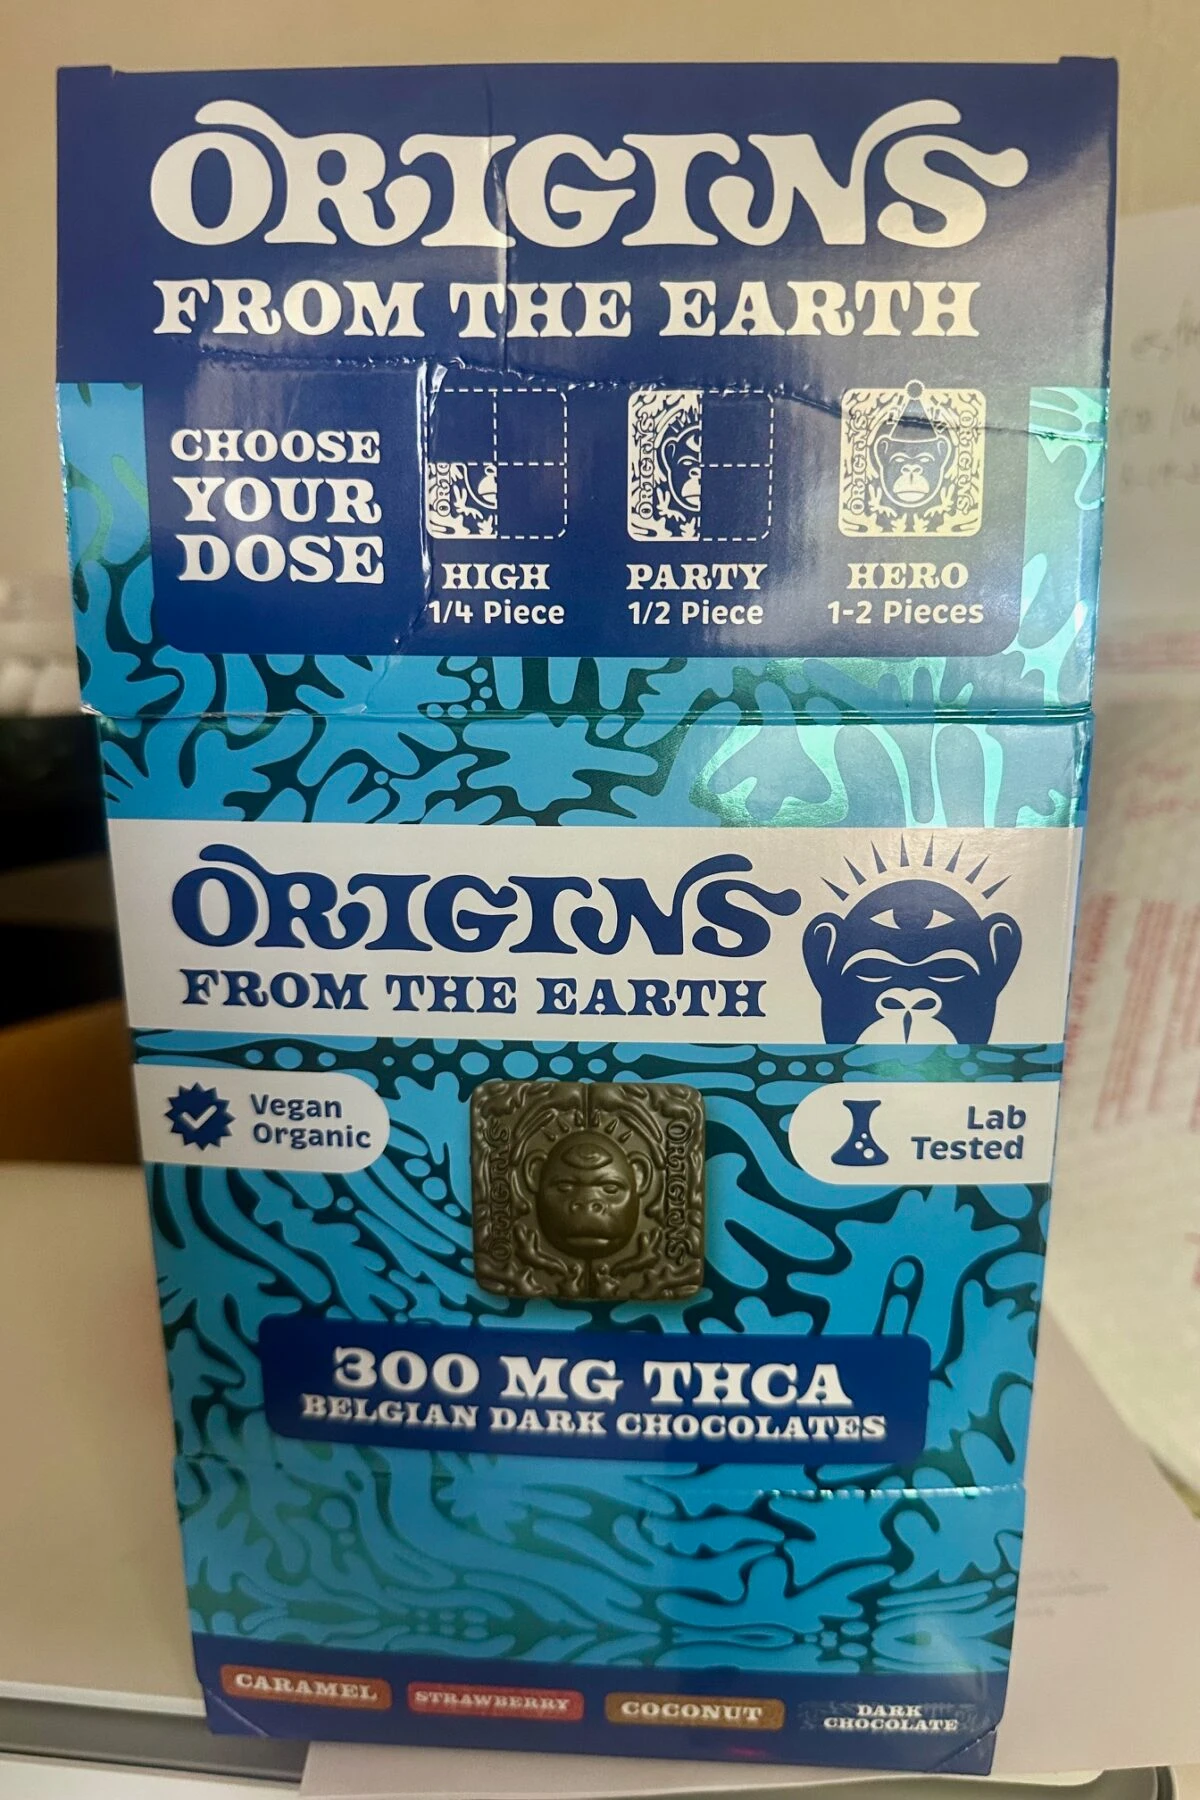 ORIGINS
FROM THE EARTH
CHOOSE
YOUR
DOSE
HIGH
1/4 Piece
PARTY
1/2 Piece
HERO
1-2 Pieces
ORIGINS
FROM THE EARTH
Vegan
Organic
Lab
Tested
ORIGINS
ORIGINS
300 MG THCA
BELGIAN DARK CHOCOLATES
CARAMEL
STRAWBERRY
COCONUT
DARK
CHOCOLATE